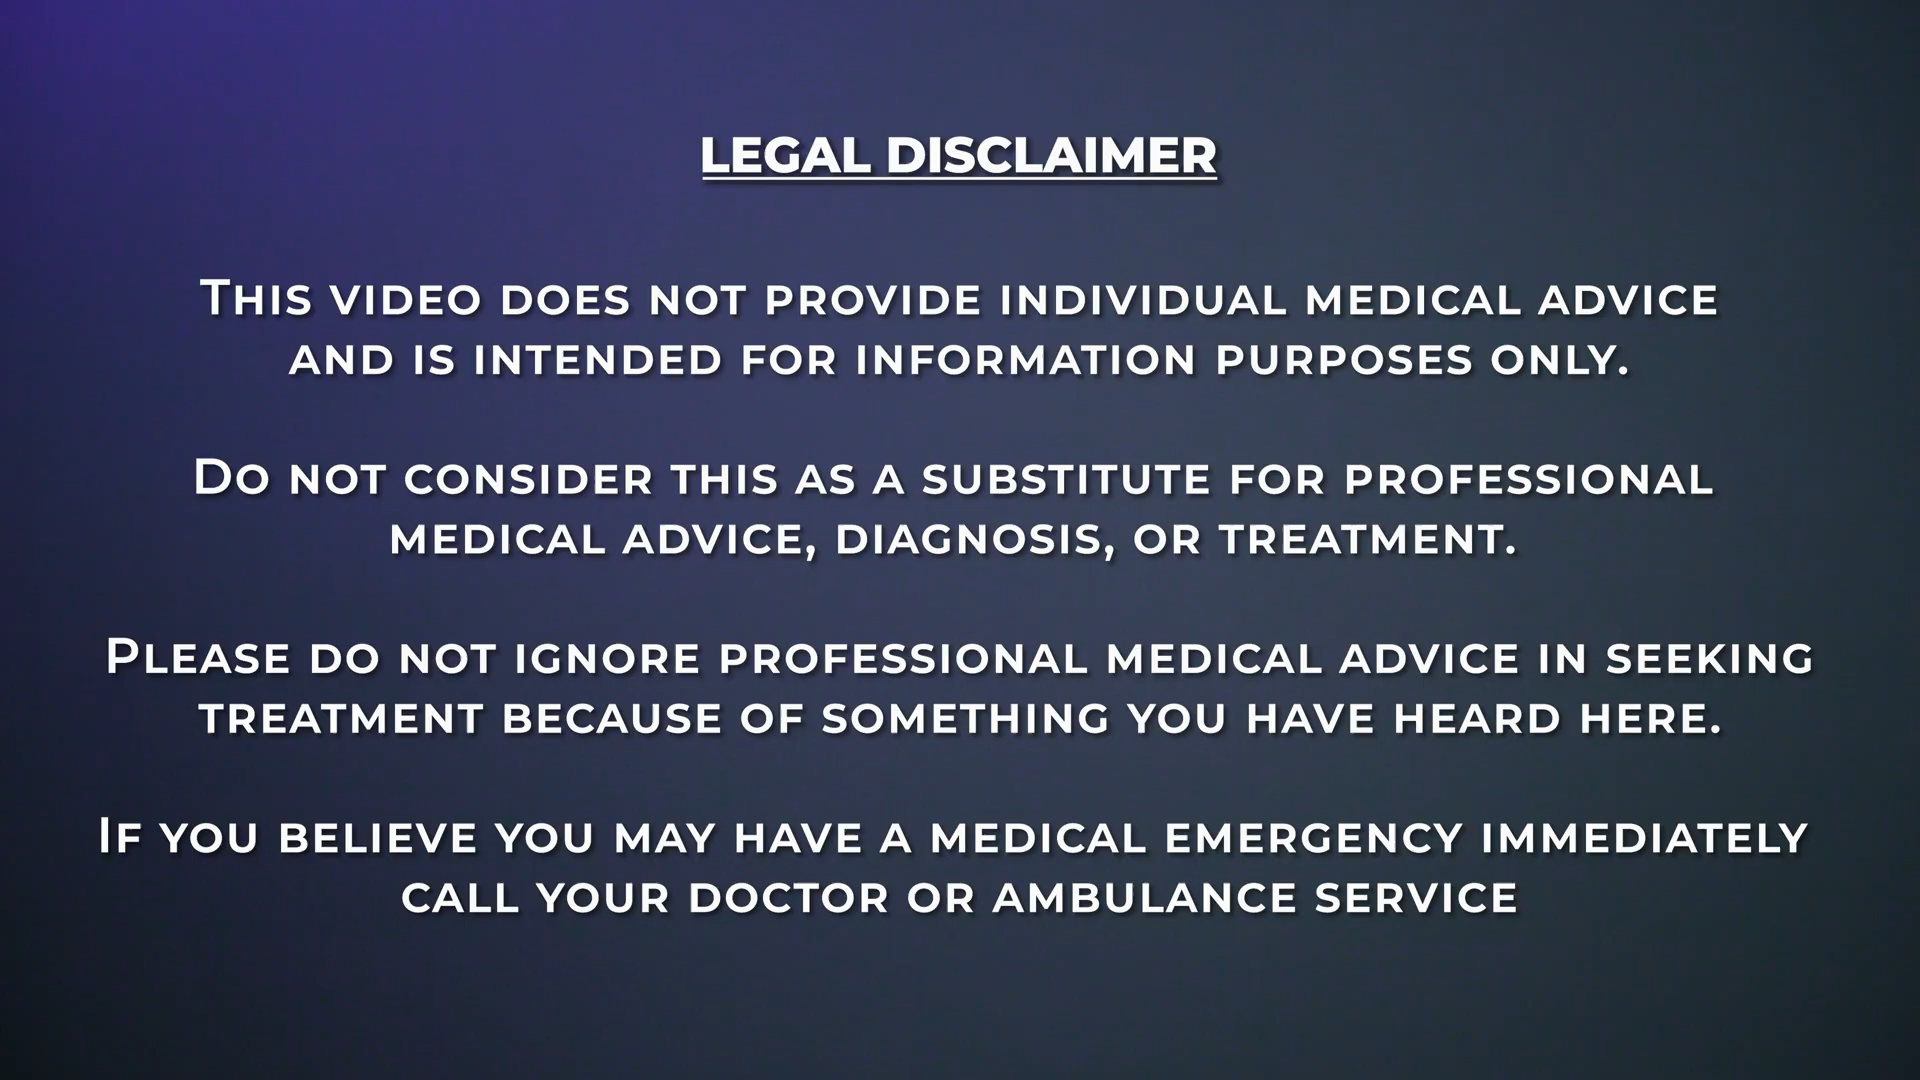 LEGAL DISCLAIMER
This video does not provide individual medical advice
and is intended for information purposes only.
Do not consider this as a substitute for professional
medical advice, diagnosis, or treatment.
Please do not ignore professional medical advice in seeking
treatment because of something you have heard here.
If you believe you may have a medical emergency immediately
call your doctor or ambulance service